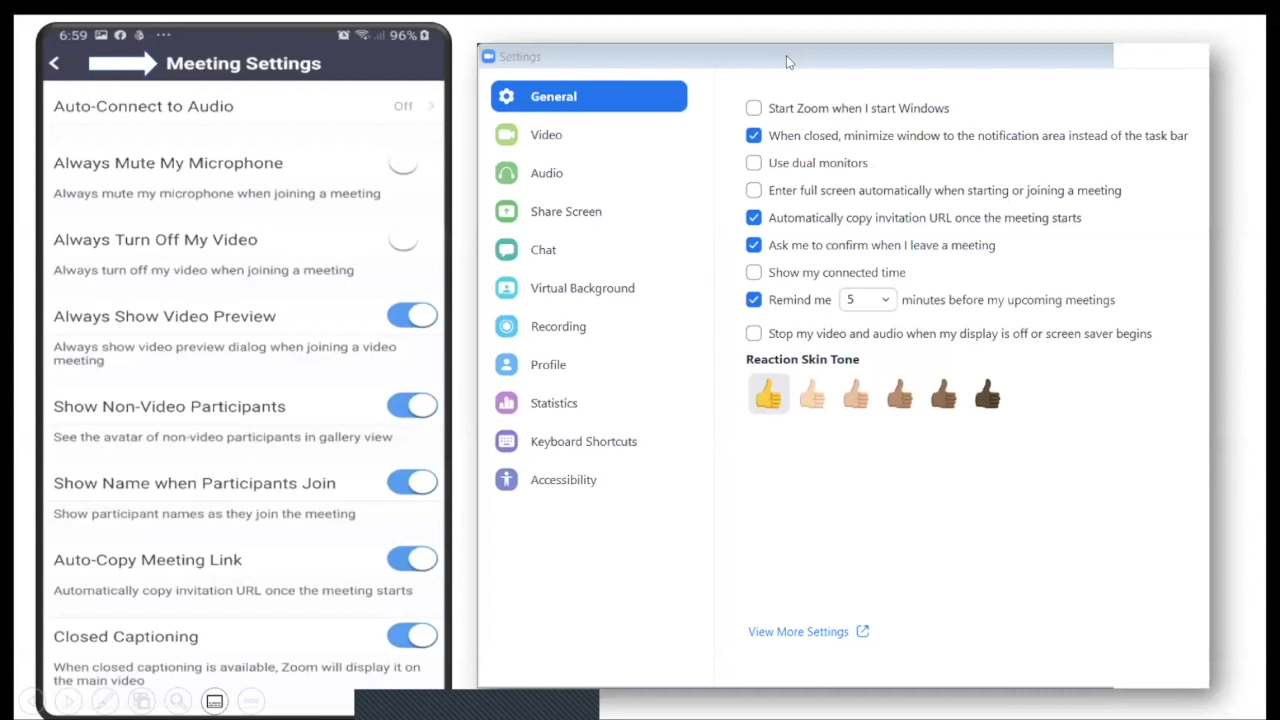 6:59
96%
Meeting Settings
Auto-Connect to Audio
Off
Always Mute My Microphone
Always mute my microphone when joining a meeting
Always Turn Off My Video
Always turn off my video when joining a meeting
Always Show Video Preview
Always show video preview dialog when joining a video
meeting
Show Non-Video Participants
See the avatar of non-video participants in gallery view
Show Name when Participants Join
Show participant names as they join the meeting
Auto-Copy Meeting Link
Automatically copy invitation URL once the meeting starts
Closed Captioning
When closed captioning is available, Zoom will display it on
the main video
Settings
General
Video
Audio
Share Screen
Chat
Virtual Background
Recording
Profile
Statistics
Keyboard Shortcuts
Accessibility
Start Zoom when I start Windows
When closed, minimize window to the notification area instead of the task bar
Use dual monitors
Enter full screen automatically when starting or joining a meeting
Automatically copy invitation URL once the meeting starts
Ask me to confirm when I leave a meeting
Show my connected time
Remind me 5 minutes before my upcoming meetings
Stop my video and audio when my display is off or screen saver begins
Reaction Skin Tone
View More Settings